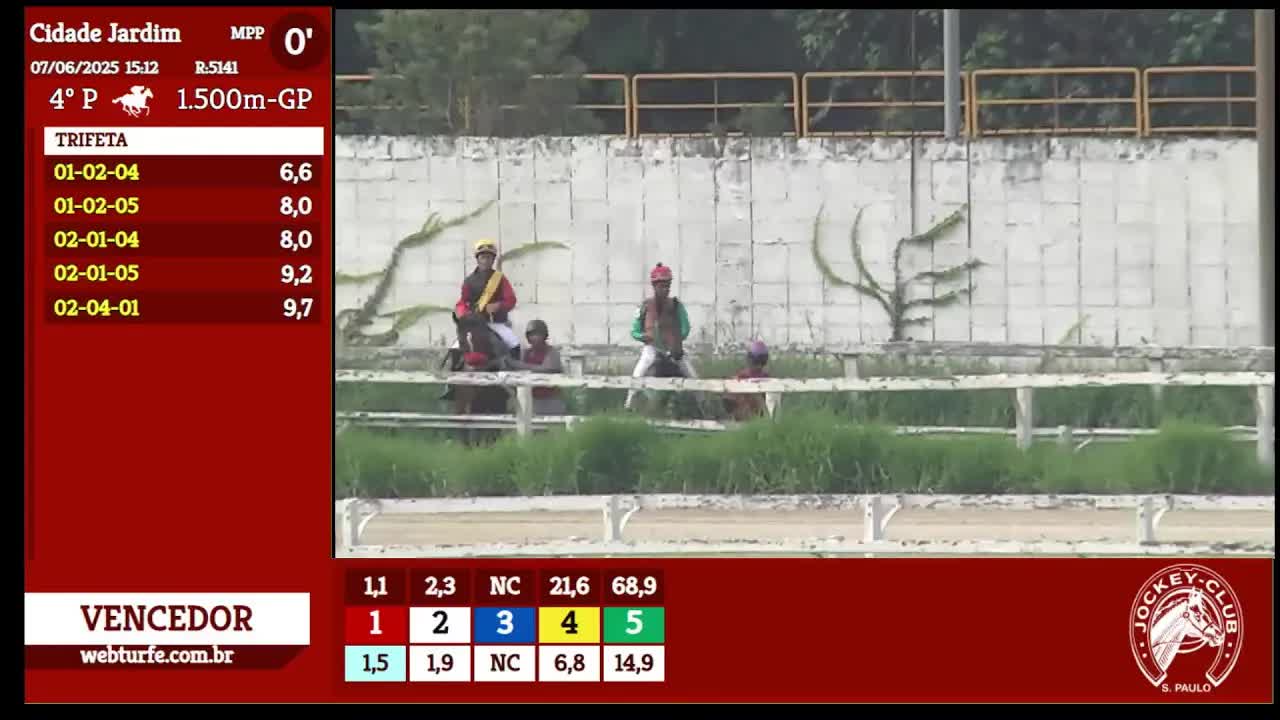 Cidade Jardim MPP 0'
07/06/2025 15:12 R:5141
4º P 1.500m-GP
TRIFETA
01-02-04 6,6
01-02-05 8,0
02-01-04 8,0
02-01-05 9,2
02-04-01 9,7
VENCEDOR
webturfe.com.br
1,1 2,3 NC 21,6 68,9
1 2 3 4 5
1,5 1,9 NC 6,8 14,9
JOCKEY-CLUB
S. PAULO